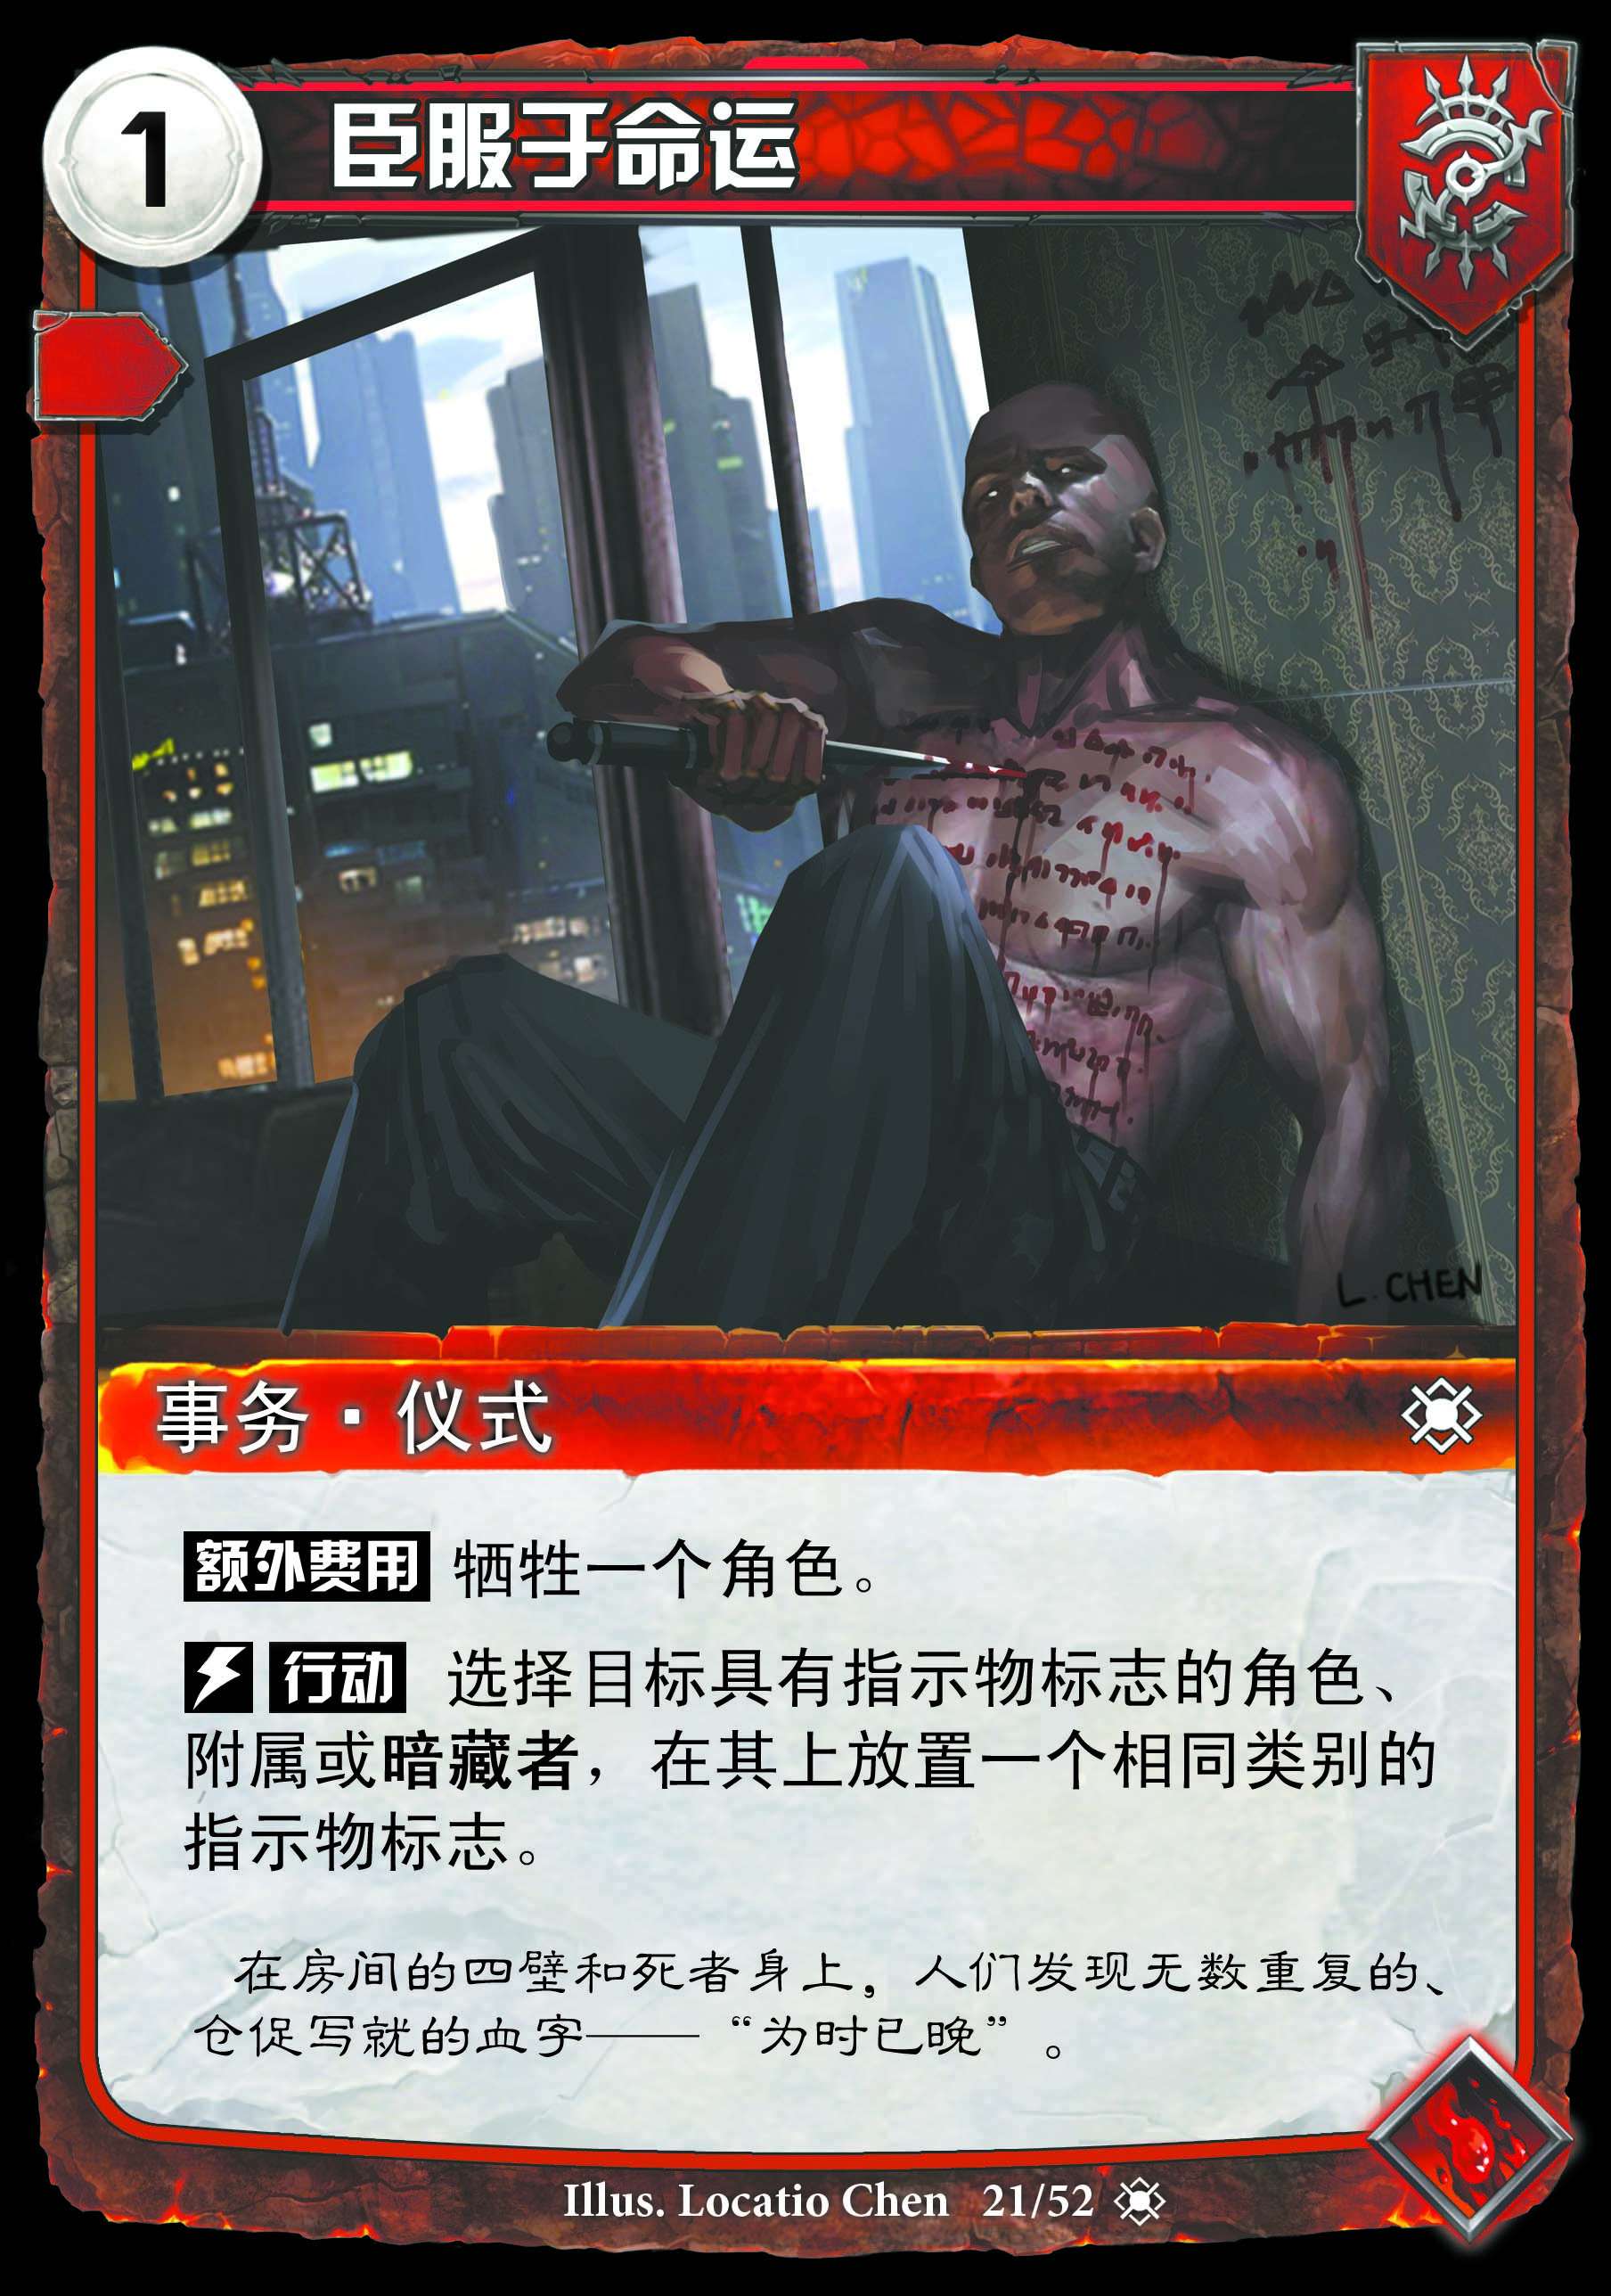 1
臣服于命运
L. CHEN
事务·仪式
额外费用 牺牲一个角色。
行动 选择目标具有指示物标志的角色、
附属或暗藏者，在其上放置一个相同类别的
指示物标志。
在房间的四壁和死者身上，人们发现无数重复的、
仓促写就的血字——“为时已晚”。
Illus. Locatio Chen 21/52